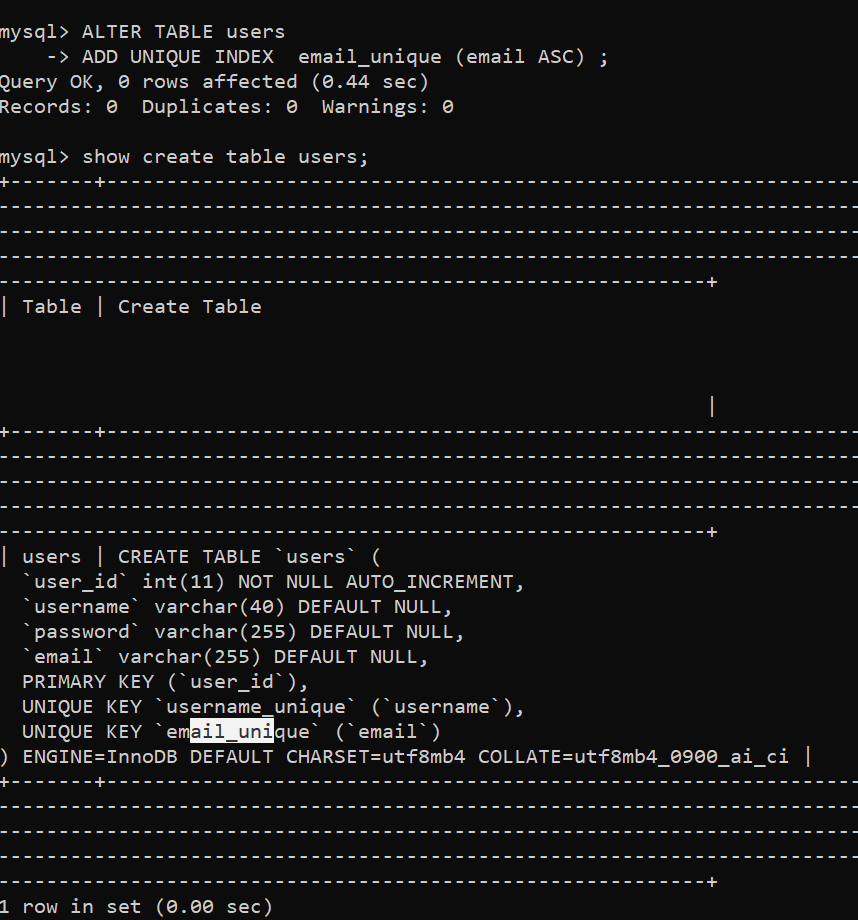 mysql> ALTER TABLE users
    -> ADD UNIQUE INDEX  email_unique (email ASC) ;
Query OK, 0 rows affected (0.44 sec)
Records: 0  Duplicates: 0  Warnings: 0
mysql> show create table users;
+-------+---------------------------------------------------------------
------------------------------------------------------------------------
------------------------------------------------------------------------
------------------------------------------------------------------------
-----------------------------------------------------------+
| Table | Create Table
|
+-------+---------------------------------------------------------------
------------------------------------------------------------------------
------------------------------------------------------------------------
------------------------------------------------------------------------
-----------------------------------------------------------+
| users | CREATE TABLE `users` (
  `user_id` int(11) NOT NULL AUTO_INCREMENT,
  `username` varchar(40) DEFAULT NULL,
  `password` varchar(255) DEFAULT NULL,
  `email` varchar(255) DEFAULT NULL,
  PRIMARY KEY (`user_id`),
  UNIQUE KEY `username_unique` (`username`),
  UNIQUE KEY `email_unique` (`email`)
) ENGINE=InnoDB DEFAULT CHARSET=utf8mb4 COLLATE=utf8mb4_0900_ai_ci |
+-------+---------------------------------------------------------------
------------------------------------------------------------------------
------------------------------------------------------------------------
------------------------------------------------------------------------
-----------------------------------------------------------+
1 row in set (0.00 sec)